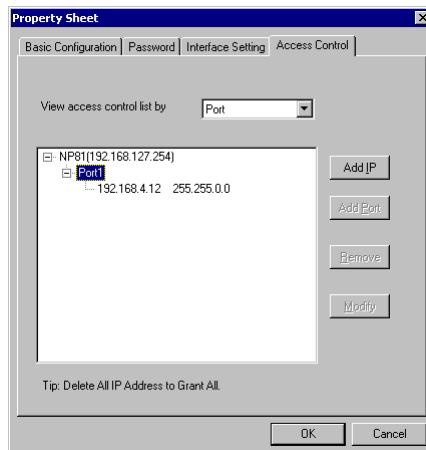 Property Sheet
Basic Configuration Password Interface Setting Access Control
View access control list by Port
NP81(192.168.127.254)
Port1
192.168.4.12 255.255.0.0
Add IP
Add Port
Remove
Modify
Tip: Delete All IP Address to Grant All.
OK Cancel